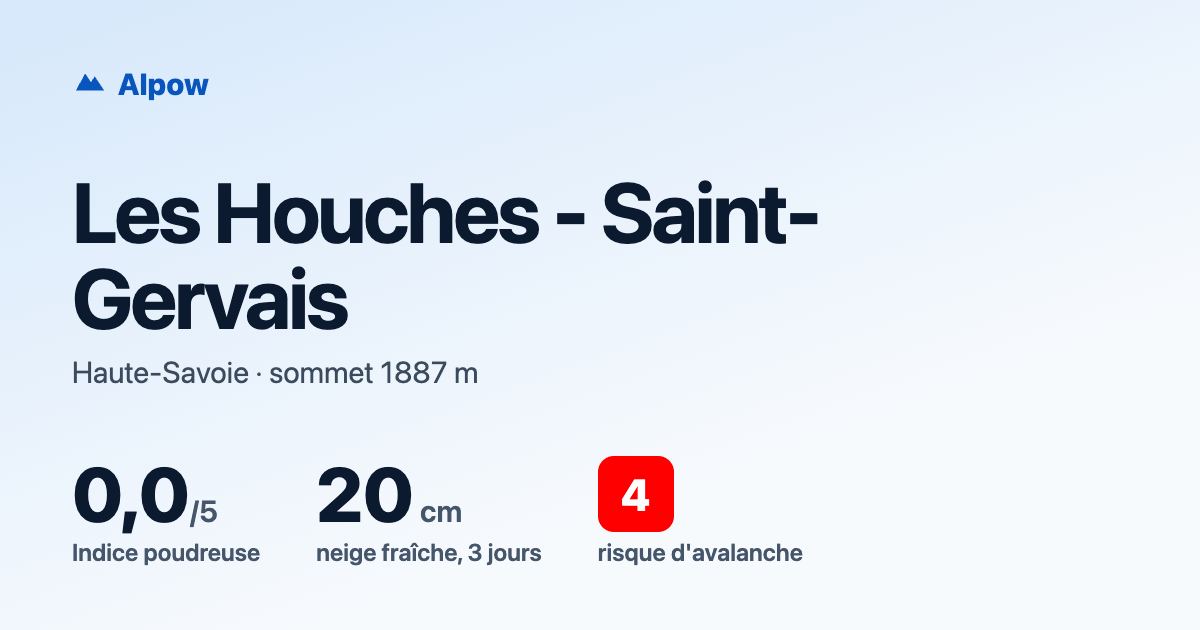 Alpow
Les Houches - Saint-
Gervais
Haute-Savoie · sommet 1887 m
0,0/5
20 cm
4
Indice poudreuse
neige fraîche, 3 jours
risque d'avalanche